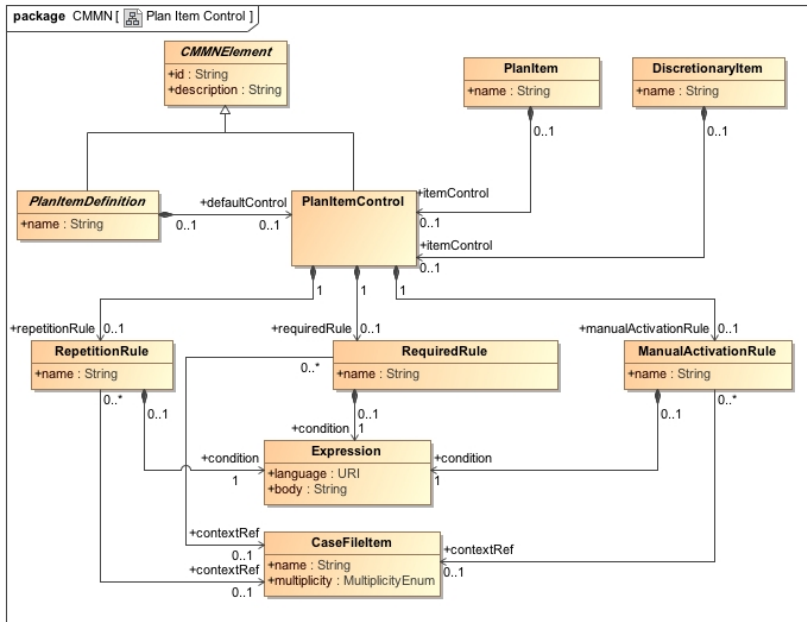 package CMMN [ Plan Item Control ]
CMMNElement
+id : String
+description : String
PlanItem
+name : String
DiscretionaryItem
+name : String
0..1
0..1
PlanItemDefinition
+name : String
+defaultControl
0..1
0..1
PlanItemControl
+itemControl
0..1
+itemControl
0..1
1
1
1
+repetitionRule
0..1
+requiredRule
0..1
+manualActivationRule
0..1
RepetitionRule
+name : String
RequiredRule
+name : String
ManualActivationRule
+name : String
0..*
0..1
0..*
0..1
0..1
0..*
+condition
1
+condition
1
+condition
1
Expression
+language : URI
+body : String
+contextRef
0..1
+contextRef
0..1
+contextRef
0..1
CaseFileItem
+name : String
+multiplicity : MultiplicityEnum